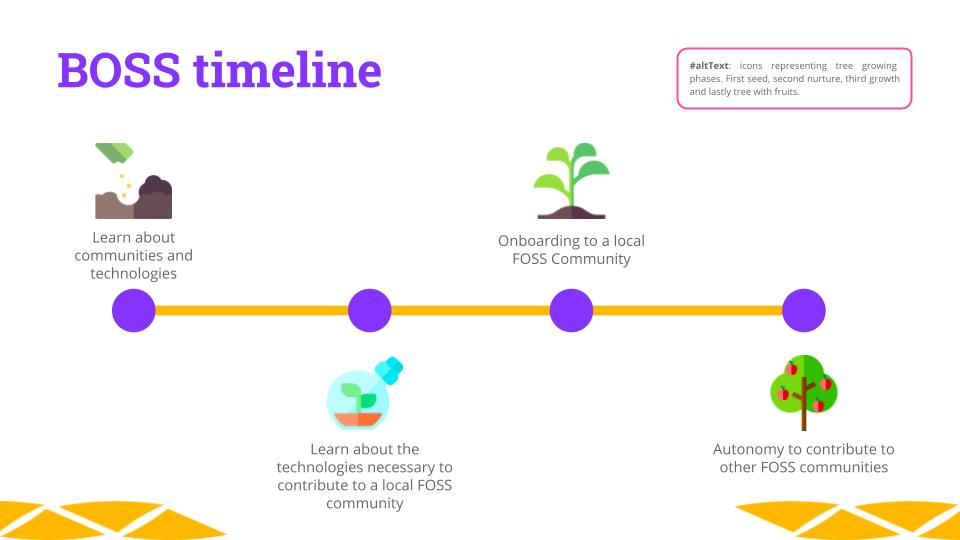 BOSS timeline
#altText: icons representing tree growing
phases. First seed, second nurture, third growth
and lastly tree with fruits.
Learn about
communities and
technologies
Onboarding to a local
FOSS Community
Learn about the
technologies necessary to
contribute to a local FOSS
community
Autonomy to contribute to
other FOSS communities